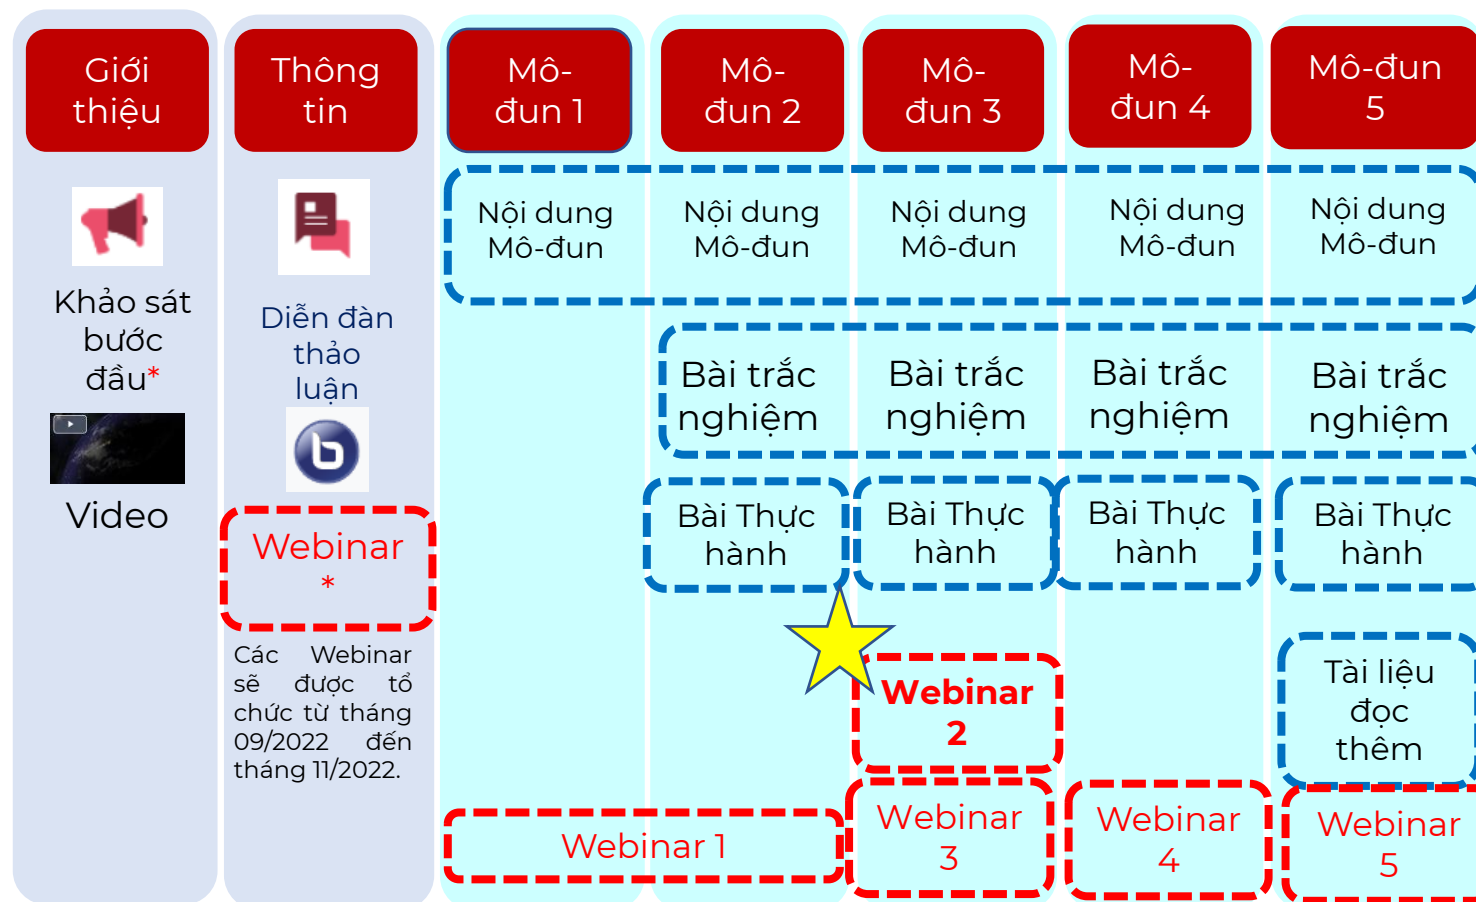 Giới
thiệu
Thông
tin
Mô-
đun 1
Mô-
đun 2
Mô-
đun 3
Mô-
đun 4
Mô-đun
5
Khảo sát
bước
đầu*
Video
Diễn đàn
thảo
luận
b
Webinar
*
Các Webinar
sẽ được tổ
chức từ tháng
09/2022 đến
tháng 11/2022.
Nội dung
Mô-đun
Nội dung
Mô-đun
Nội dung
Mô-đun
Nội dung
Mô-đun
Nội dung
Mô-đun
Bài trắc
nghiệm
Bài trắc
nghiệm
Bài trắc
nghiệm
Bài trắc
nghiệm
Bài Thực
hành
Bài Thực
hành
Bài Thực
hành
Bài Thực
hành
Webinar
2
Tài liệu
đọc
thêm
Webinar 1
Webinar
3
Webinar
4
Webinar
5